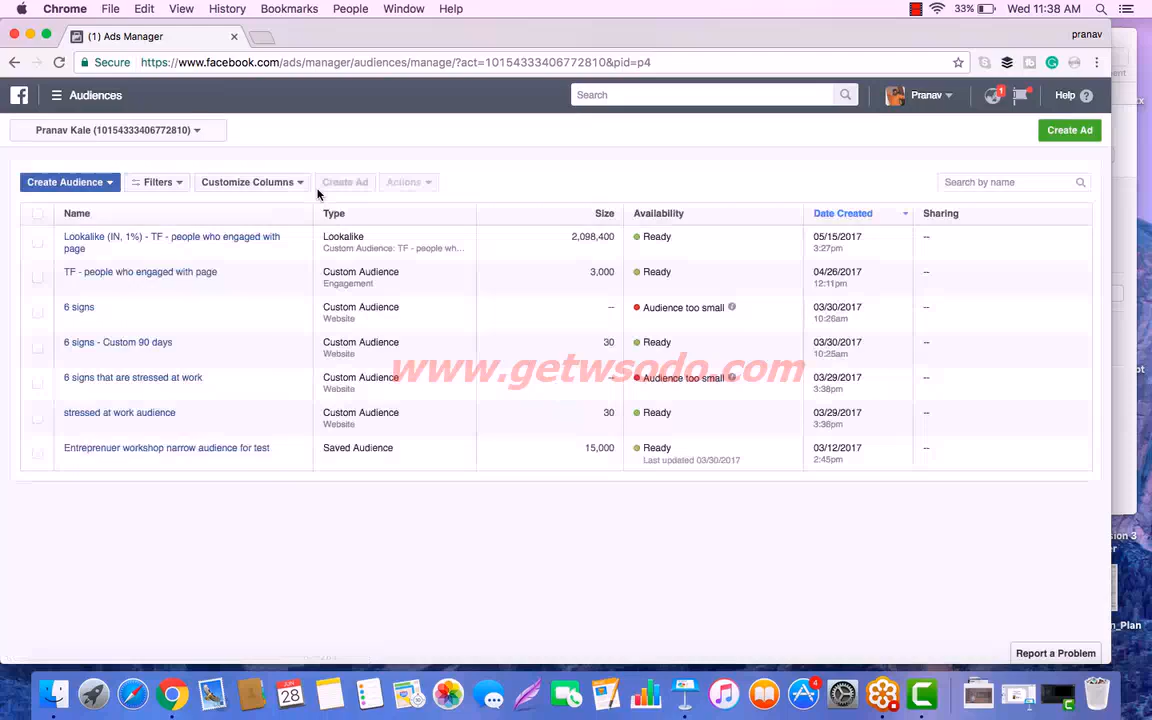 Chrome File Edit View History Bookmarks People Window Help 33% Wed 11:38 AM
(1) Ads Manager
pranav
Secure https://www.facebook.com/ads/manager/audiences/manage/?act=10154333406772810&pid=p4
Audiences Search Pranav 1 Help
Pranav Kale (10154333406772810) Create Ad
Create Audience Filters Customize Columns Create Ad Actions Search by name
Name Type Size Availability Date Created Sharing
Lookalike (IN, 1%) - TF - people who engaged with Lookalike 2,098,400 Ready 05/15/2017 --
page Custom Audience: TF - people wh... 3:27pm
TF - people who engaged with page Custom Audience 3,000 Ready 04/26/2017 --
Engagement 12:11pm
6 signs Custom Audience -- Audience too small 03/30/2017 --
Website 10:26am
6 signs - Custom 90 days Custom Audience 30 Ready 03/30/2017 --
Website 10:25am
www.getwsodo.com
6 signs that are stressed at work Custom Audience -- Audience too small 03/29/2017 --
Website 3:38pm
stressed at work audience Custom Audience 30 Ready 03/29/2017 --
Website 3:36pm
Entreprenuer workshop narrow audience for test Saved Audience 15,000 Ready 03/12/2017 --
Last updated 03/30/2017 2:45pm
Report a Problem
28
4